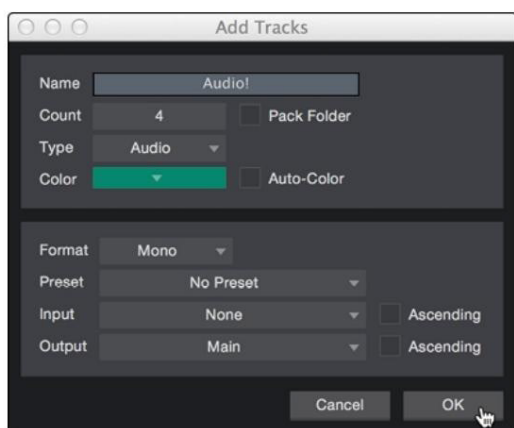 Add Tracks
Name Audio!
Count 4 Pack Folder
Type Audio
Color Auto-Color
Format Mono
Preset No Preset
Input None Ascending
Output Main Ascending
Cancel OK